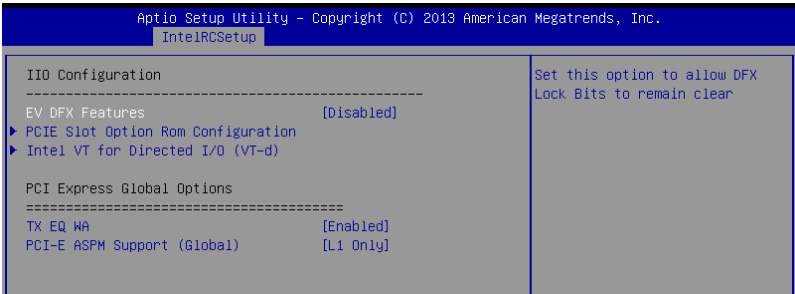 Aptio Setup Utility – Copyright (C) 2013 American Megatrends, Inc.
IntelRCSetup
IIO Configuration
--------------------------------------------------
EV DFX Features [Disabled]
PCIE Slot Option Rom Configuration
Intel VT for Directed I/O (VT-d)
PCI Express Global Options
========================================
TX EQ WA [Enabled]
PCI-E ASPM Support (Global) [L1 Only]
Set this option to allow DFX
Lock Bits to remain clear